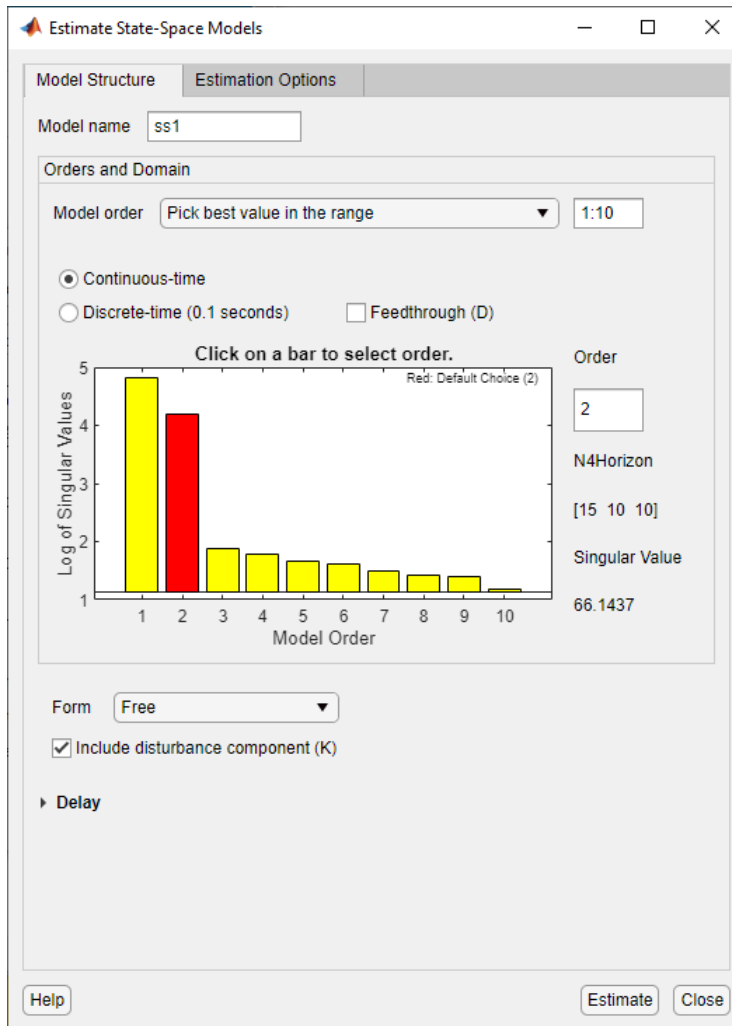 Estimate State-Space Models
Model Structure Estimation Options
Model name ss1
Orders and Domain
Model order Pick best value in the range 1:10
Continuous-time
Discrete-time (0.1 seconds) Feedthrough (D)
Click on a bar to select order.
Red: Default Choice (2)
Log of Singular Values
5
4
3
2
1
1 2 3 4 5 6 7 8 9 10
Model Order
Order
2
N4Horizon
[15 10 10]
Singular Value
66.1437
Form Free
Include disturbance component (K)
Delay
Help Estimate Close